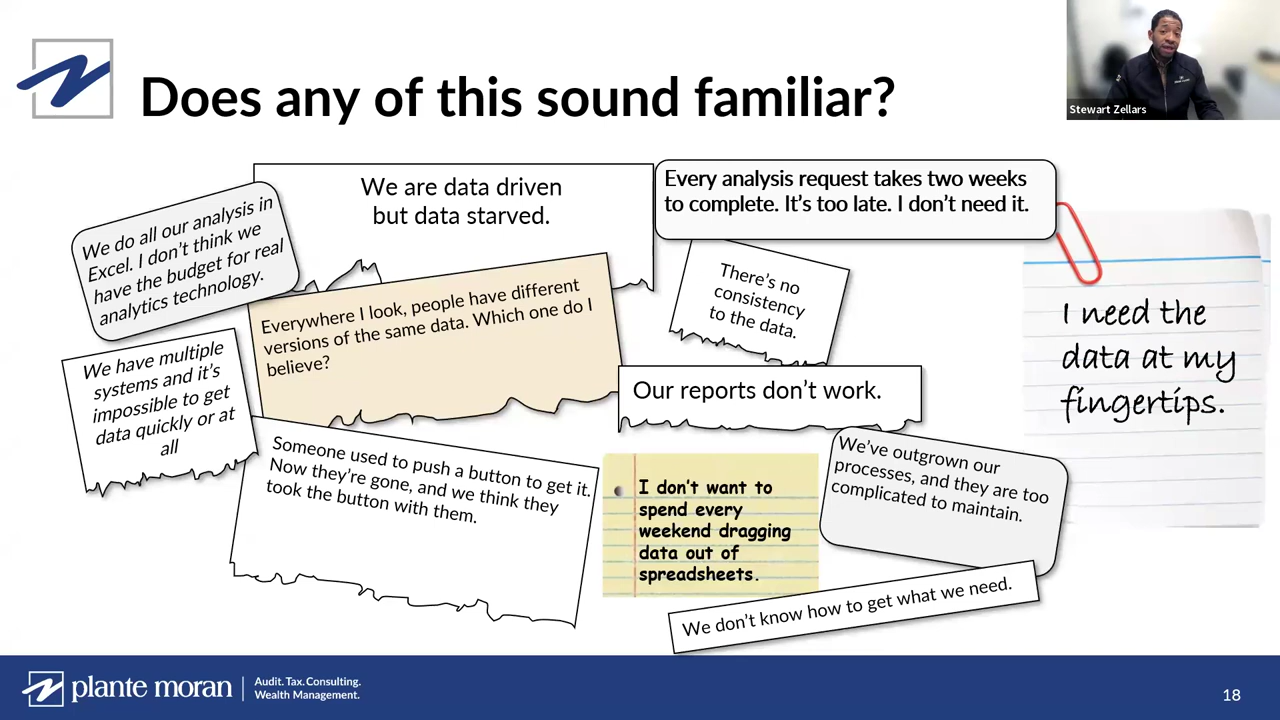 Stewart Zellars
Does any of this sound familiar?
We are data driven
but data starved.
Every analysis request takes two weeks
to complete. It's too late. I don't need it.
We do all our analysis in
Excel. I don't think we
have the budget for real
analytics technology.
Everywhere I look, people have different
versions of the same data. Which one do I
believe?
There's no
consistency
to the data.
I need the
data at my
fingertips.
We have multiple
systems and it's
impossible to get
data quickly or at
all
Our reports don't work.
Someone used to push a button to get it.
Now they're gone, and we think they
took the button with them.
I don't want to
spend every
weekend dragging
data out of
spreadsheets.
We've outgrown our
processes, and they are too
complicated to maintain.
We don't know how to get what we need.
plante moran
Audit. Tax. Consulting.
Wealth Management.
18